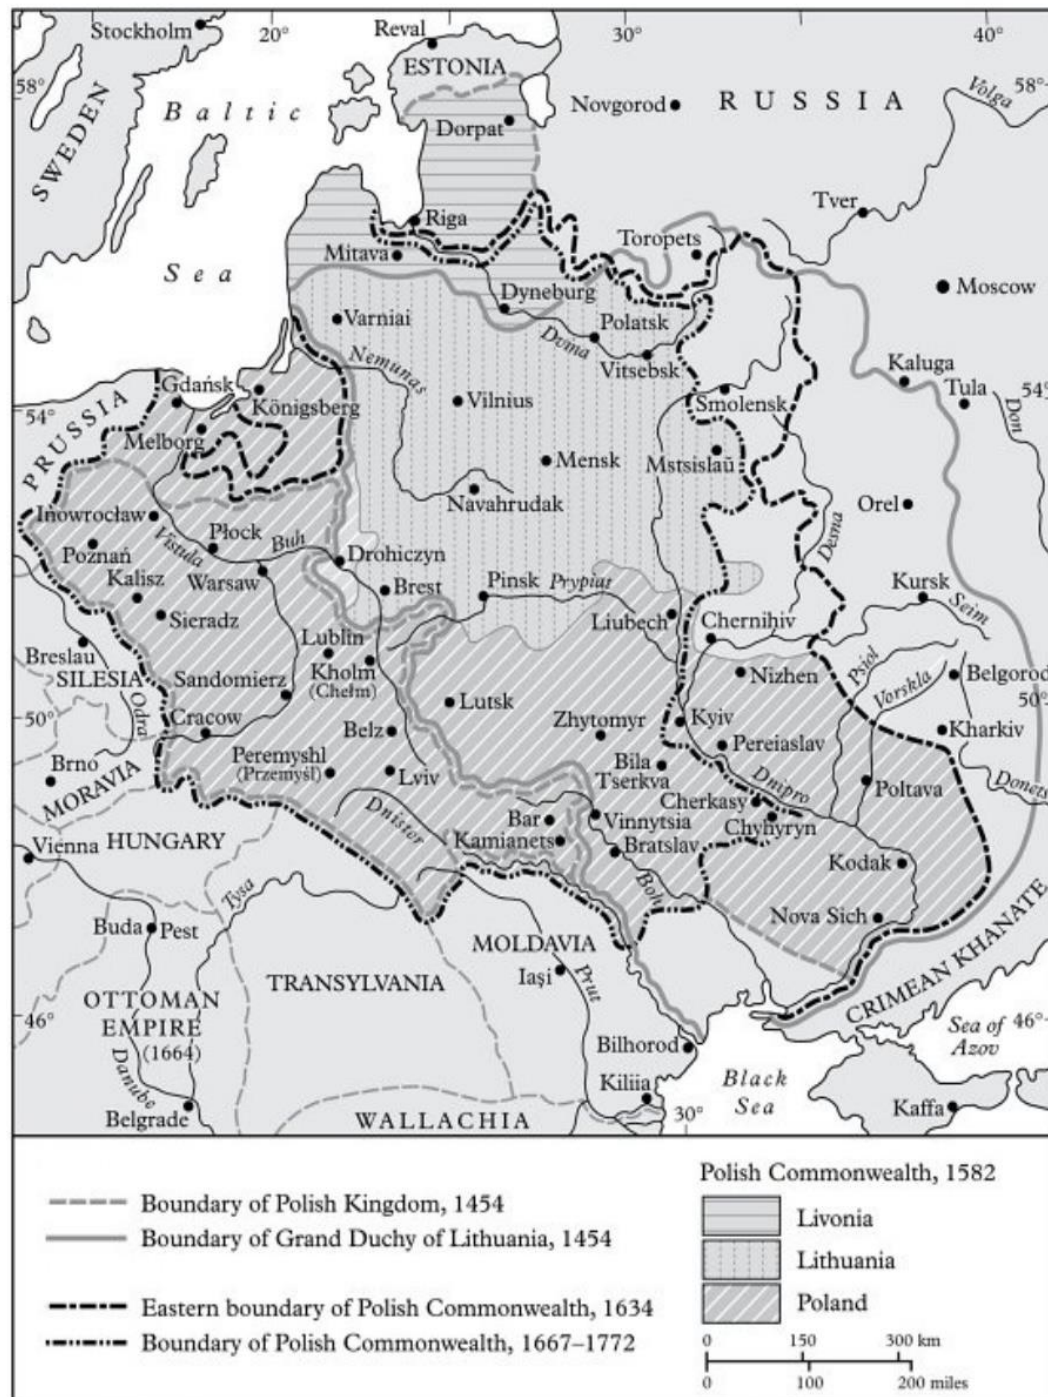 Stockholm
20°
Reval
30°
40°
ESTONIA
58°
58°
Volga
Novgorod
RUSSIA
Baltic
SWEDEN
Dorpat
Tver
Riga
Toropets
Mitava
Sea
Moscow
Dyneburg
Varniai
Polatsk
Dvina
Nemunas
Vitsebsk
Kaluga
Gdańsk
Tula
54°
54°
PRUSSIA
Königsberg
Vilnius
Smolensk
Don
Melborg
Mensk
Mstsislaŭ
Navahrudak
Orel
Inowrocław
Płock
Desna
Vistula
Buh
Poznań
Drohiczyn
Kalisz
Warsaw
Brest
Pinsk
Prypiat
Kursk
Seim
Sieradz
Liubech
Chernihiv
Lublin
Breslau
SILESIA
Kholm
(Chełm)
Nizhen
Psiol
Sandomierz
Vorskla
Belgorod
50°
50°
Odra
Lutsk
Cracow
Zhytomyr
Kyiv
Belz
Kharkiv
Pereiaslav
Brno
Peremyshl
(Przemyśl)
Lviv
Bila
Tserkva
Dnipro
Donets
MORAVIA
Poltava
Cherkasy
Dnister
Bar
Vinnytsia
Chyhyryn
HUNGARY
Kamianets
Vienna
Bratslav
Kodak
Boh
Tysa
Nova Sich
Buda
Pest
MOLDAVIA
CRIMEAN KHANATE
TRANSYLVANIA
Iaşi
Prut
OTTOMAN
EMPIRE
(1664)
46°
Sea of
Azov
46°
Bilhorod
Danube
Kiliia
Black
Sea
Belgrade
WALLACHIA
30°
Kaffa
Polish Commonwealth, 1582
Boundary of Polish Kingdom, 1454
Livonia
Boundary of Grand Duchy of Lithuania, 1454
Lithuania
Eastern boundary of Polish Commonwealth, 1634
Poland
Boundary of Polish Commonwealth, 1667–1772
0 150 300 km
0 100 200 miles